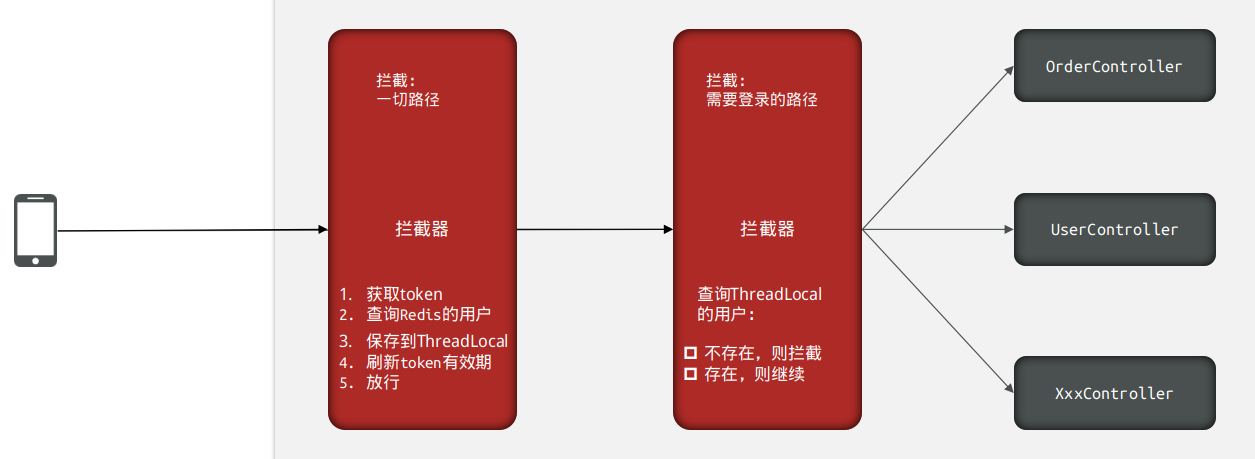 拦截：
一切路径
拦截器
1. 获取token
2. 查询Redis的用户
3. 保存到ThreadLocal
4. 刷新token有效期
5. 放行
拦截：
需要登录的路径
拦截器
查询ThreadLocal
的用户：
不存在，则拦截
存在，则继续
OrderController
UserController
XxxController